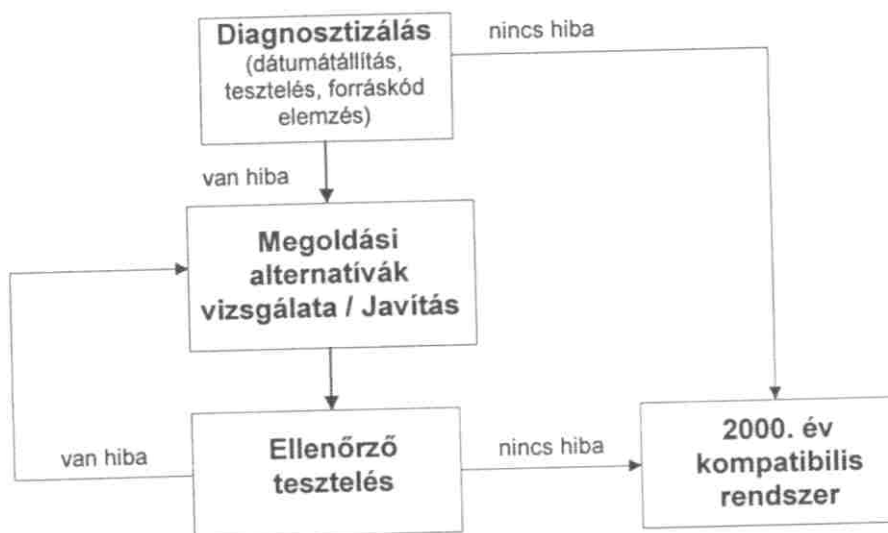 Diagnosztizálás
(dátumátállítás,
tesztelés, forráskód
elemzés)
nincs hiba
van hiba
Megoldási
alternatívák
vizsgálata / Javítás
van hiba
Ellenőrző
tesztelés
nincs hiba
2000. év
kompatibilis
rendszer